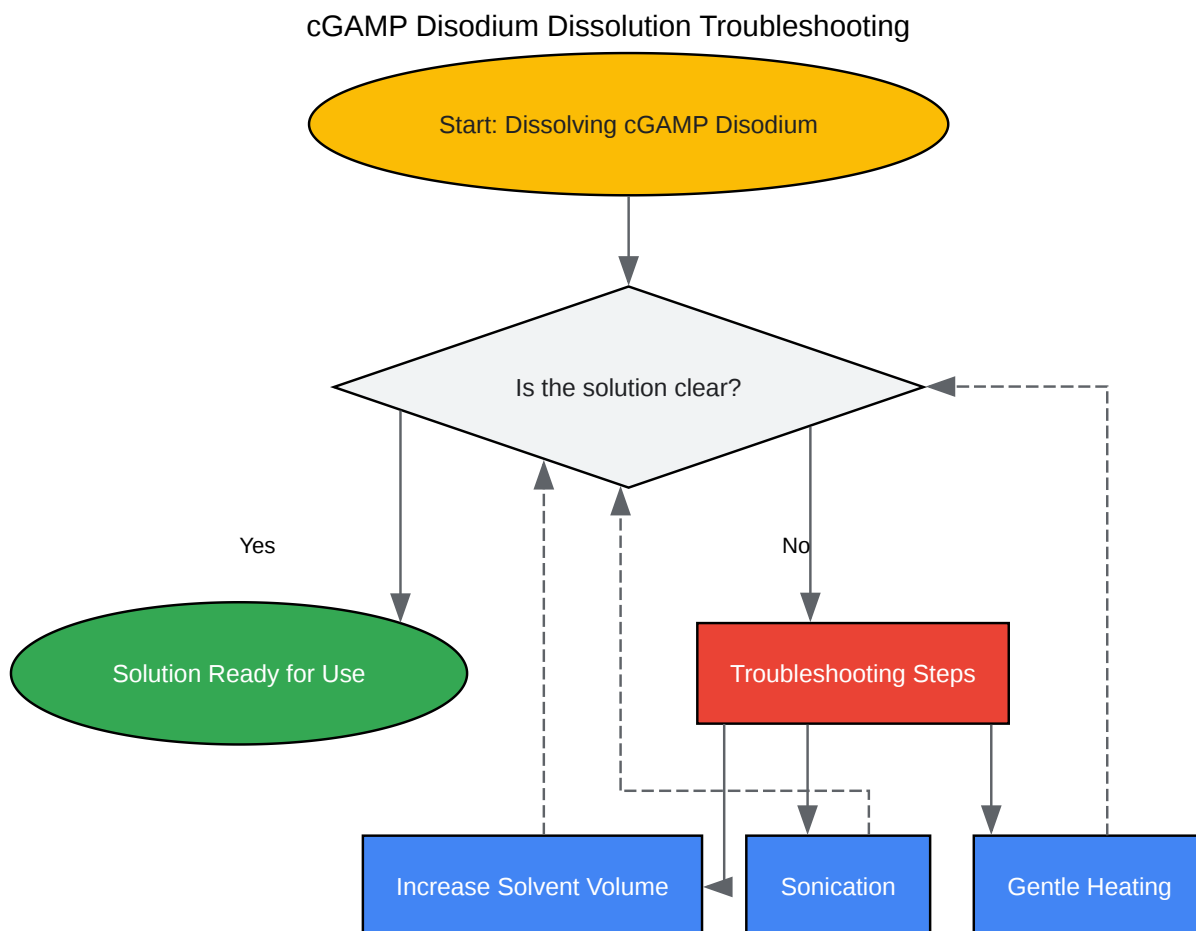 cGAMP Disodium Dissolution Troubleshooting
Start: Dissolving cGAMP Disodium
Is the solution clear?
Yes
No
Solution Ready for Use
Troubleshooting Steps
Increase Solvent Volume
Sonication
Gentle Heating